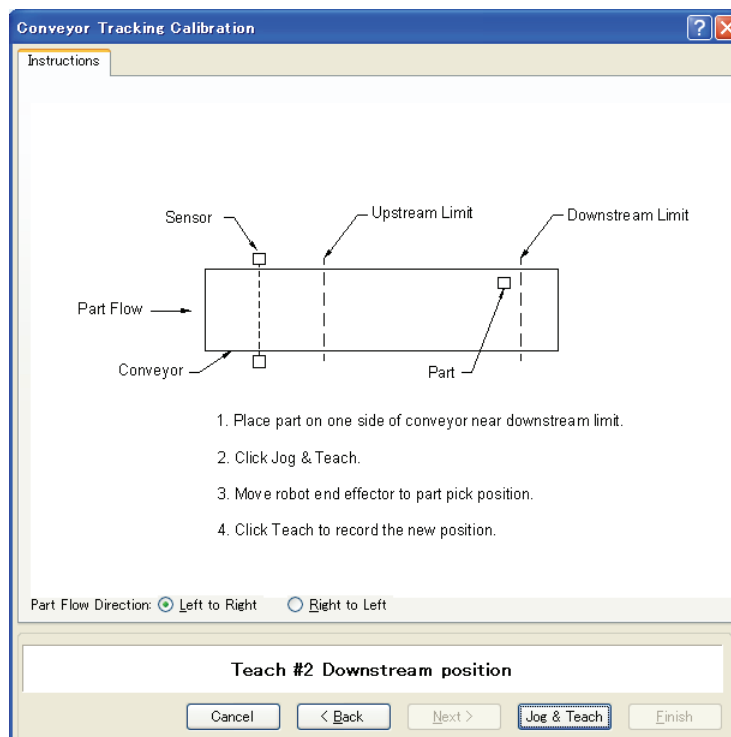 Conveyor Tracking Calibration
Instructions
Sensor
Upstream Limit
Downstream Limit
Part Flow
Conveyor
Part
1. Place part on one side of conveyor near downstream limit.
2. Click Jog & Teach.
3. Move robot end effector to part pick position.
4. Click Teach to record the new position.
Part Flow Direction: Left to Right Right to Left
Teach #2 Downstream position
Cancel < Back Next > Jog & Teach Finish